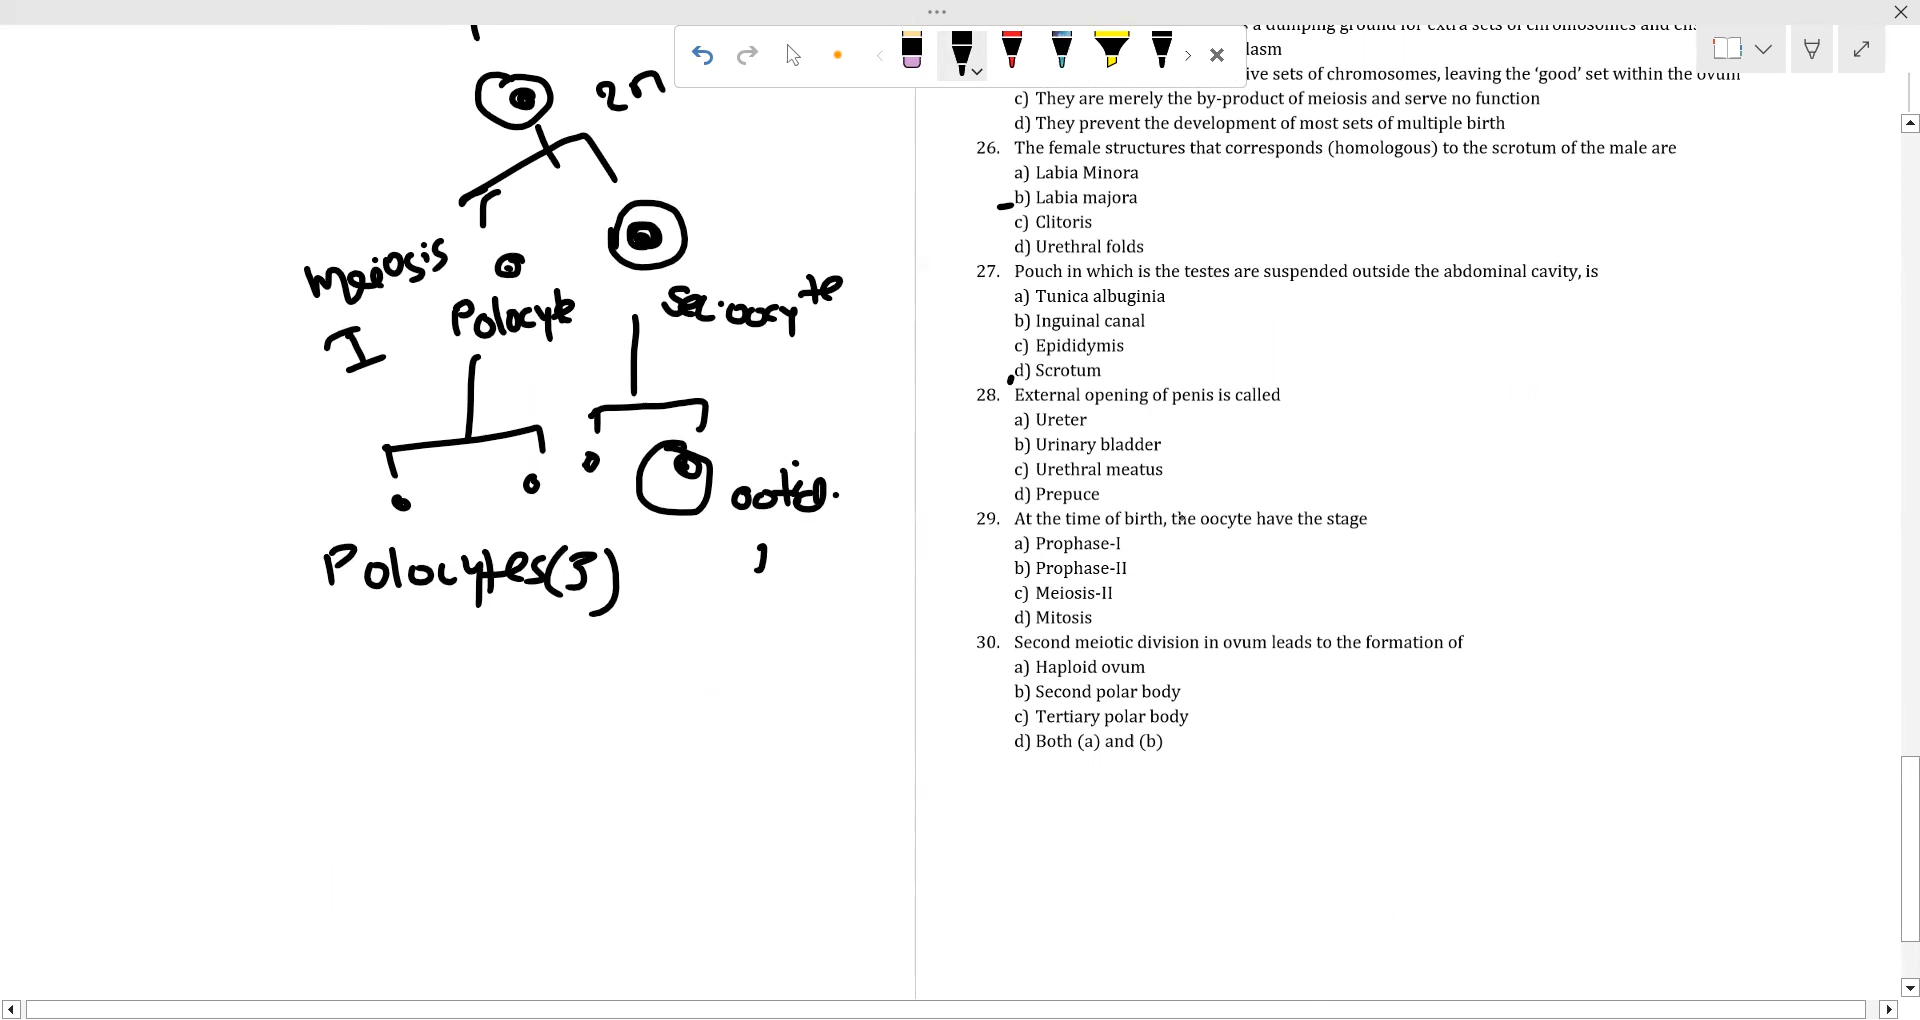 2n
Meiosis
I
Polocyte
Sec.oocyte
ootid.
Polocytes(3)
lasm
ive sets of chromosomes, leaving the ‘good’ set within the ovum
c) They are merely the by-product of meiosis and serve no function
d) They prevent the development of most sets of multiple birth
26. The female structures that corresponds (homologous) to the scrotum of the male are
a) Labia Minora
b) Labia majora
c) Clitoris
d) Urethral folds
27. Pouch in which is the testes are suspended outside the abdominal cavity, is
a) Tunica albuginia
b) Inguinal canal
c) Epididymis
d) Scrotum
28. External opening of penis is called
a) Ureter
b) Urinary bladder
c) Urethral meatus
d) Prepuce
29. At the time of birth, the oocyte have the stage
a) Prophase-I
b) Prophase-II
c) Meiosis-II
d) Mitosis
30. Second meiotic division in ovum leads to the formation of
a) Haploid ovum
b) Second polar body
c) Tertiary polar body
d) Both (a) and (b)